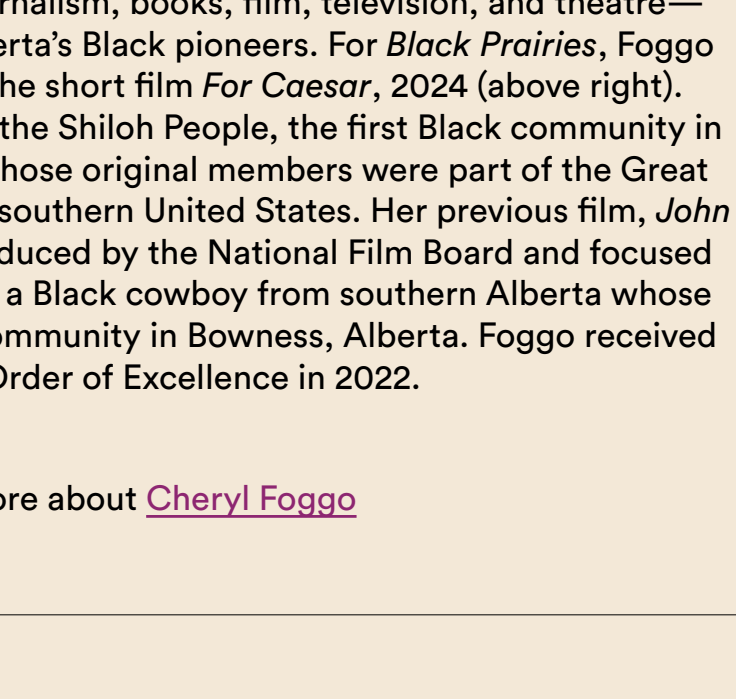 rnalism, books, film, television, and theatre—
erta’s Black pioneers. For Black Prairies, Foggo
he short film For Caesar, 2024 (above right).
the Shiloh People, the first Black community in
hose original members were part of the Great
southern United States. Her previous film, John
duced by the National Film Board and focused
a Black cowboy from southern Alberta whose
ommunity in Bowness, Alberta. Foggo received
Order of Excellence in 2022.
ore about Cheryl Foggo